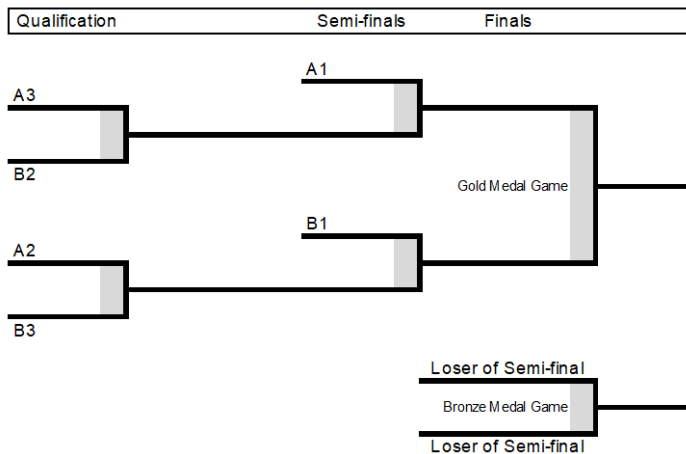 Qualification Semi-finals Finals
A1
A3
B2
Gold Medal Game
B1
A2
B3
Loser of Semi-final
Bronze Medal Game
Loser of Semi-final